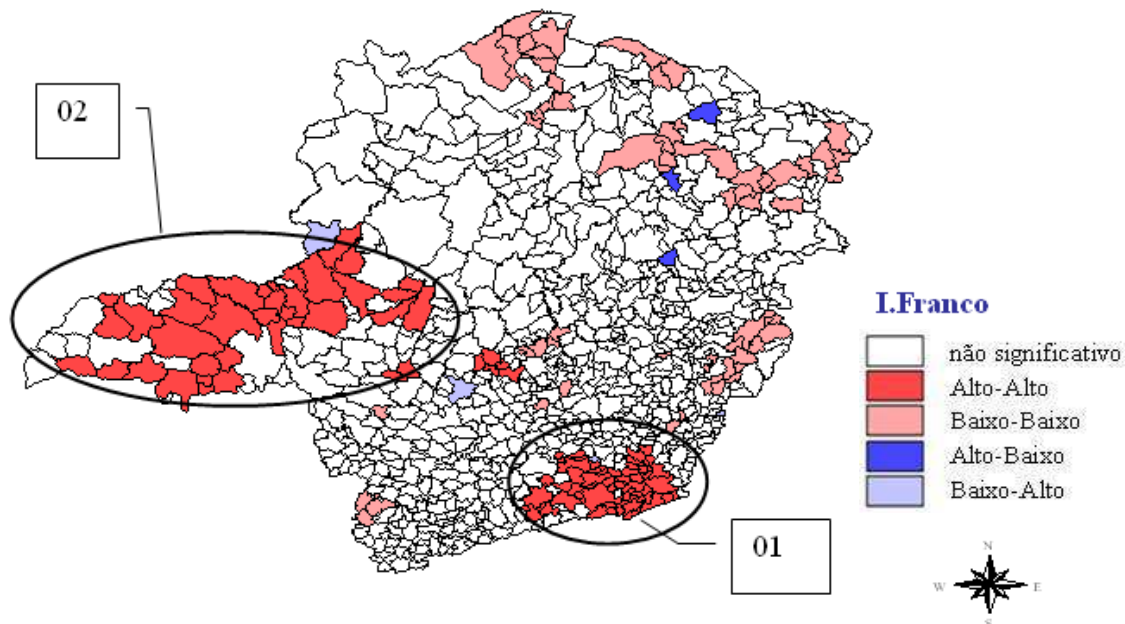 02
I.Franco
não significativo
Alto-Alto
Baixo-Baixo
Alto-Baixo
Baixo-Alto
01
N
W E
S